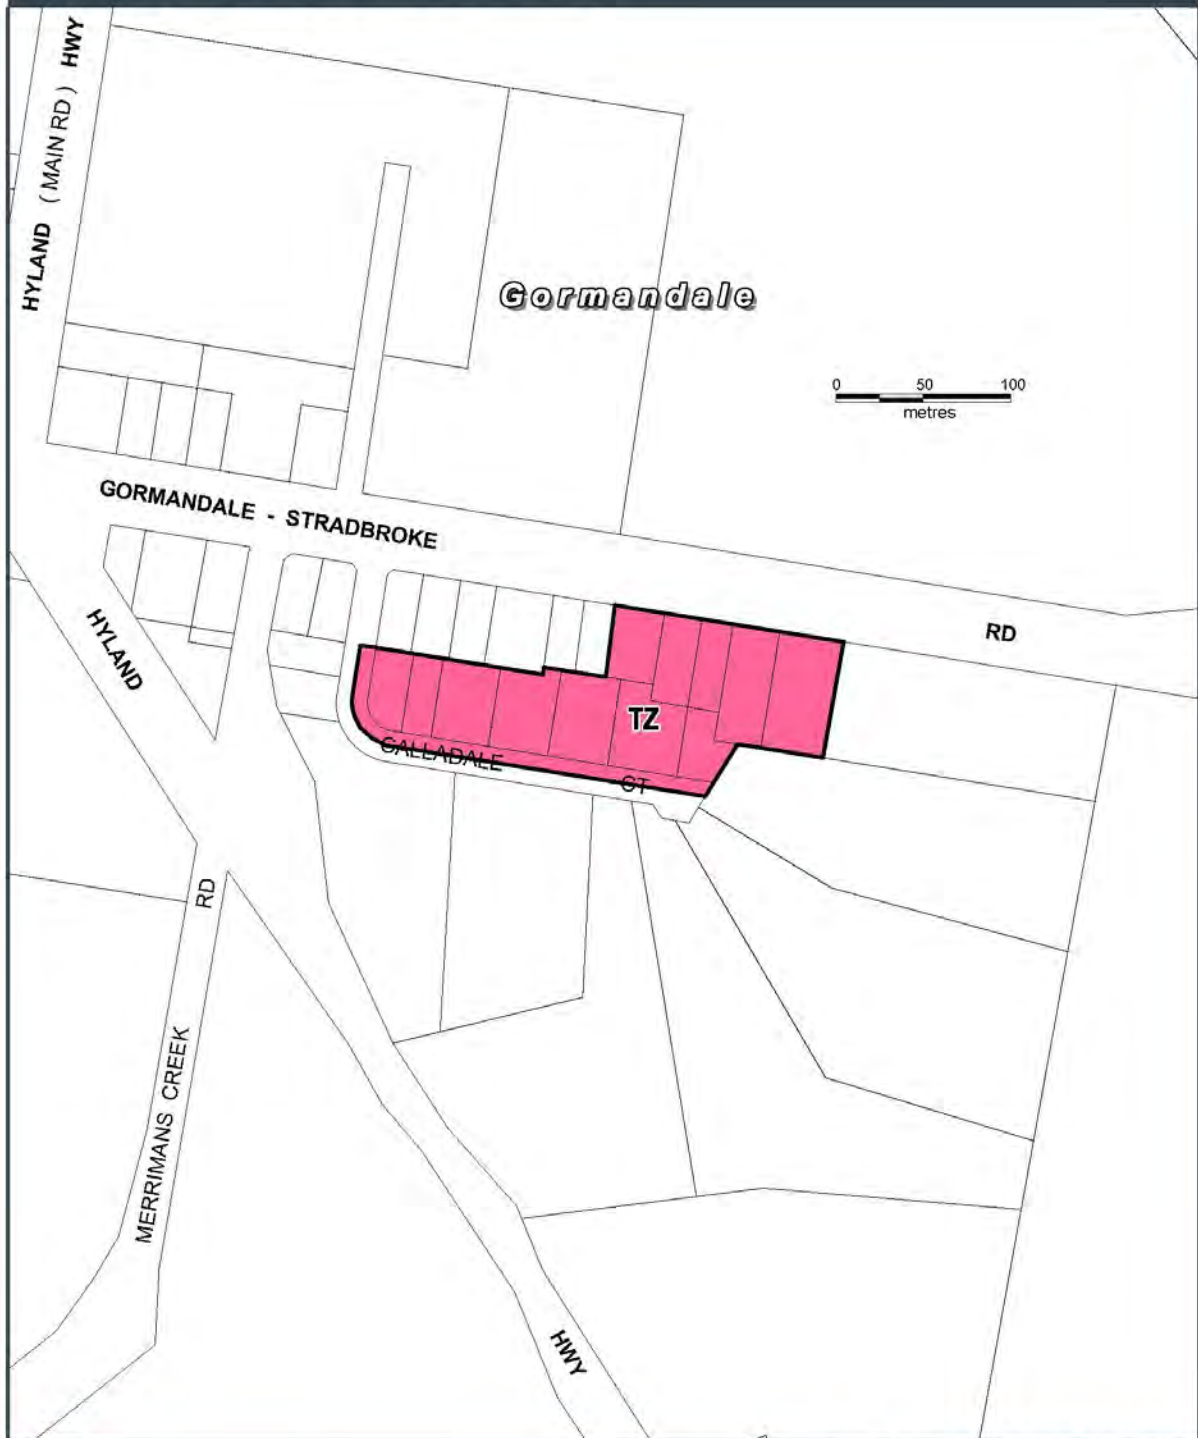 HYLAND (MAIN RD) HWY
Gormandale
0 50 100
metres
GORMANDALE - STRADBROKE
RD
HYLAND
TZ
CALLADALE
CT
RD
MERRIMANS CREEK
HWY